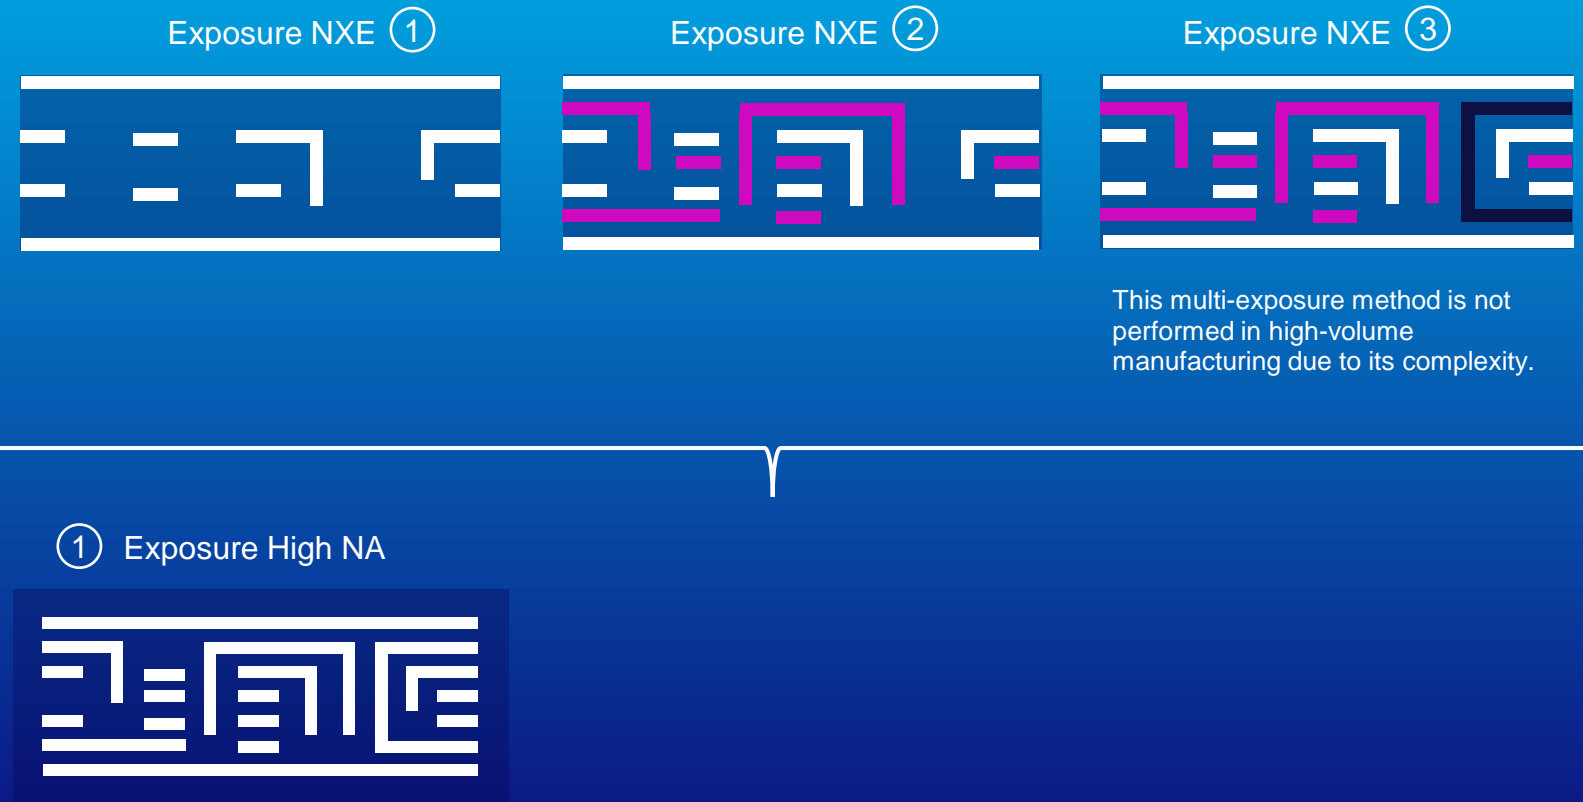 Exposure NXE 1
Exposure NXE 2
Exposure NXE 3
This multi-exposure method is not
performed in high-volume
manufacturing due to its complexity.
1 Exposure High NA